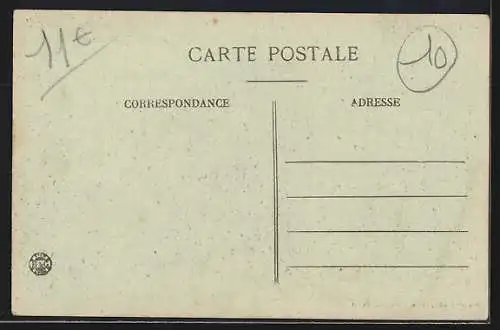 11€
10
CARTE POSTALE
CORRESPONDANCE
ADRESSE